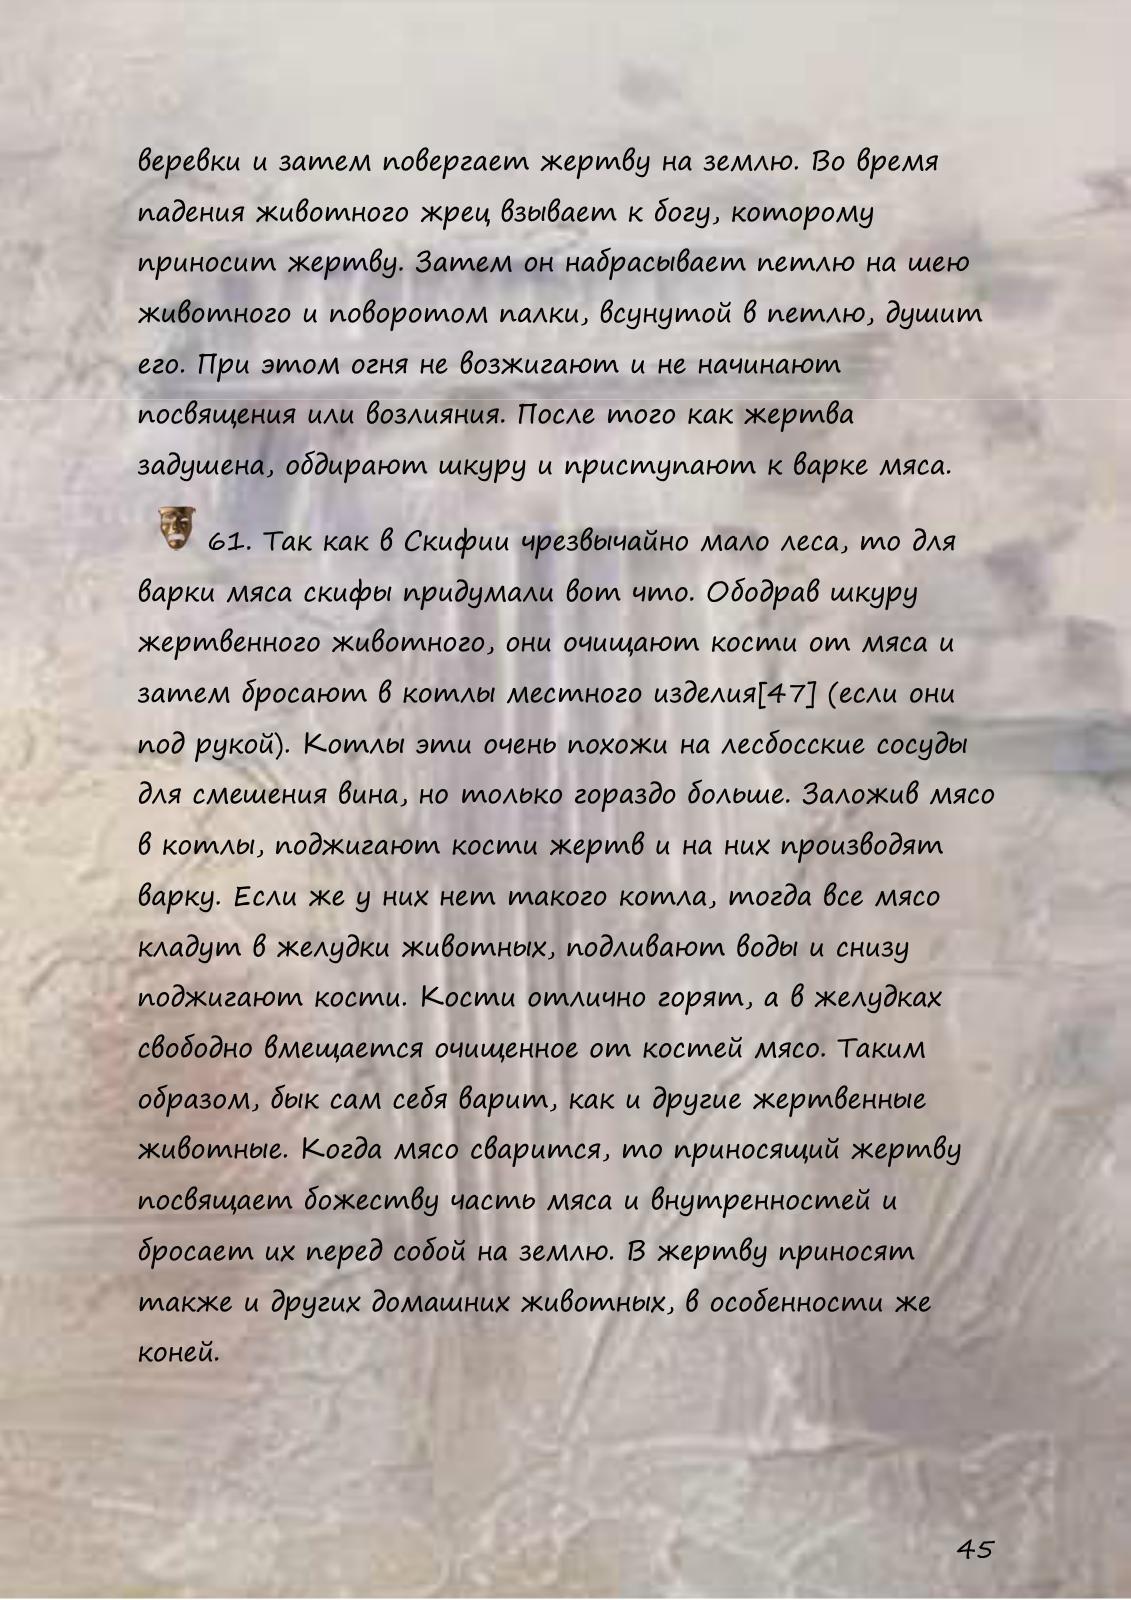 веревки и затем повергает жертву на землю. Во время
падения животного жрец взывает к богу, которому
приносит жертву. Затем он набрасывает петлю на шею
животного и поворотом палки, всунутой в петлю, душит
его. При этом огня не возжигают и не начинают
посвящения или возлияния. После того как жертва
задушена, обдирают шкуру и приступают к варке мяса.
61. Так как в Скифии чрезвычайно мало леса, то для
варки мяса скифы придумали вот что. Ободрав шкуру
жертвенного животного, они очищают кости от мяса и
затем бросают в котлы местного изделия[47] (если они
под рукой). Котлы эти очень похожи на лесбосские сосуды
для смешения вина, но только гораздо больше. Заложив мясо
в котлы, поджигают кости жертв и на них производят
варку. Если же у них нет такого котла, тогда все мясо
кладут в желудки животных, подливают воды и снизу
поджигают кости. Кости отлично горят, а в желудках
свободно вмещается очищенное от костей мясо. Таким
образом, бык сам себя варит, как и другие жертвенные
животные. Когда мясо сварится, то приносящий жертву
посвящает божеству часть мяса и внутренностей и
бросает их перед собой на землю. В жертву приносят
также и других домашних животных, в особенности же
коней.
45